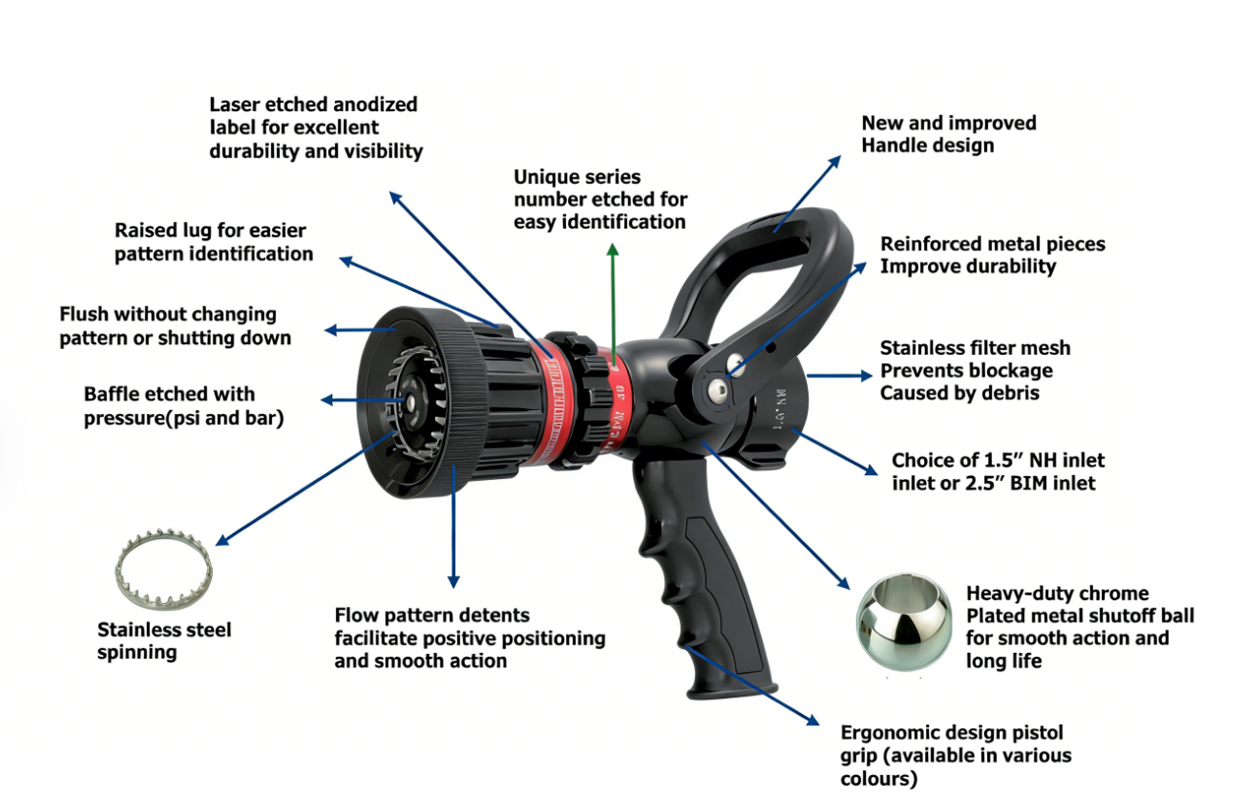 Laser etched anodized
label for excellent
durability and visibility
New and improved
Handle design
Unique series
number etched for
easy identification
Raised lug for easier
pattern identification
Reinforced metal pieces
Improve durability
Flush without changing
pattern or shutting down
Stainless filter mesh
Prevents blockage
Caused by debris
Baffle etched with
pressure(psi and bar)
Choice of 1.5" NH inlet
inlet or 2.5" BIM inlet
Stainless steel
spinning
Flow pattern detents
facilitate positive positioning
and smooth action
Heavy-duty chrome
Plated metal shutoff ball
for smooth action and
long life
Ergonomic design pistol
grip (available in various
colours)